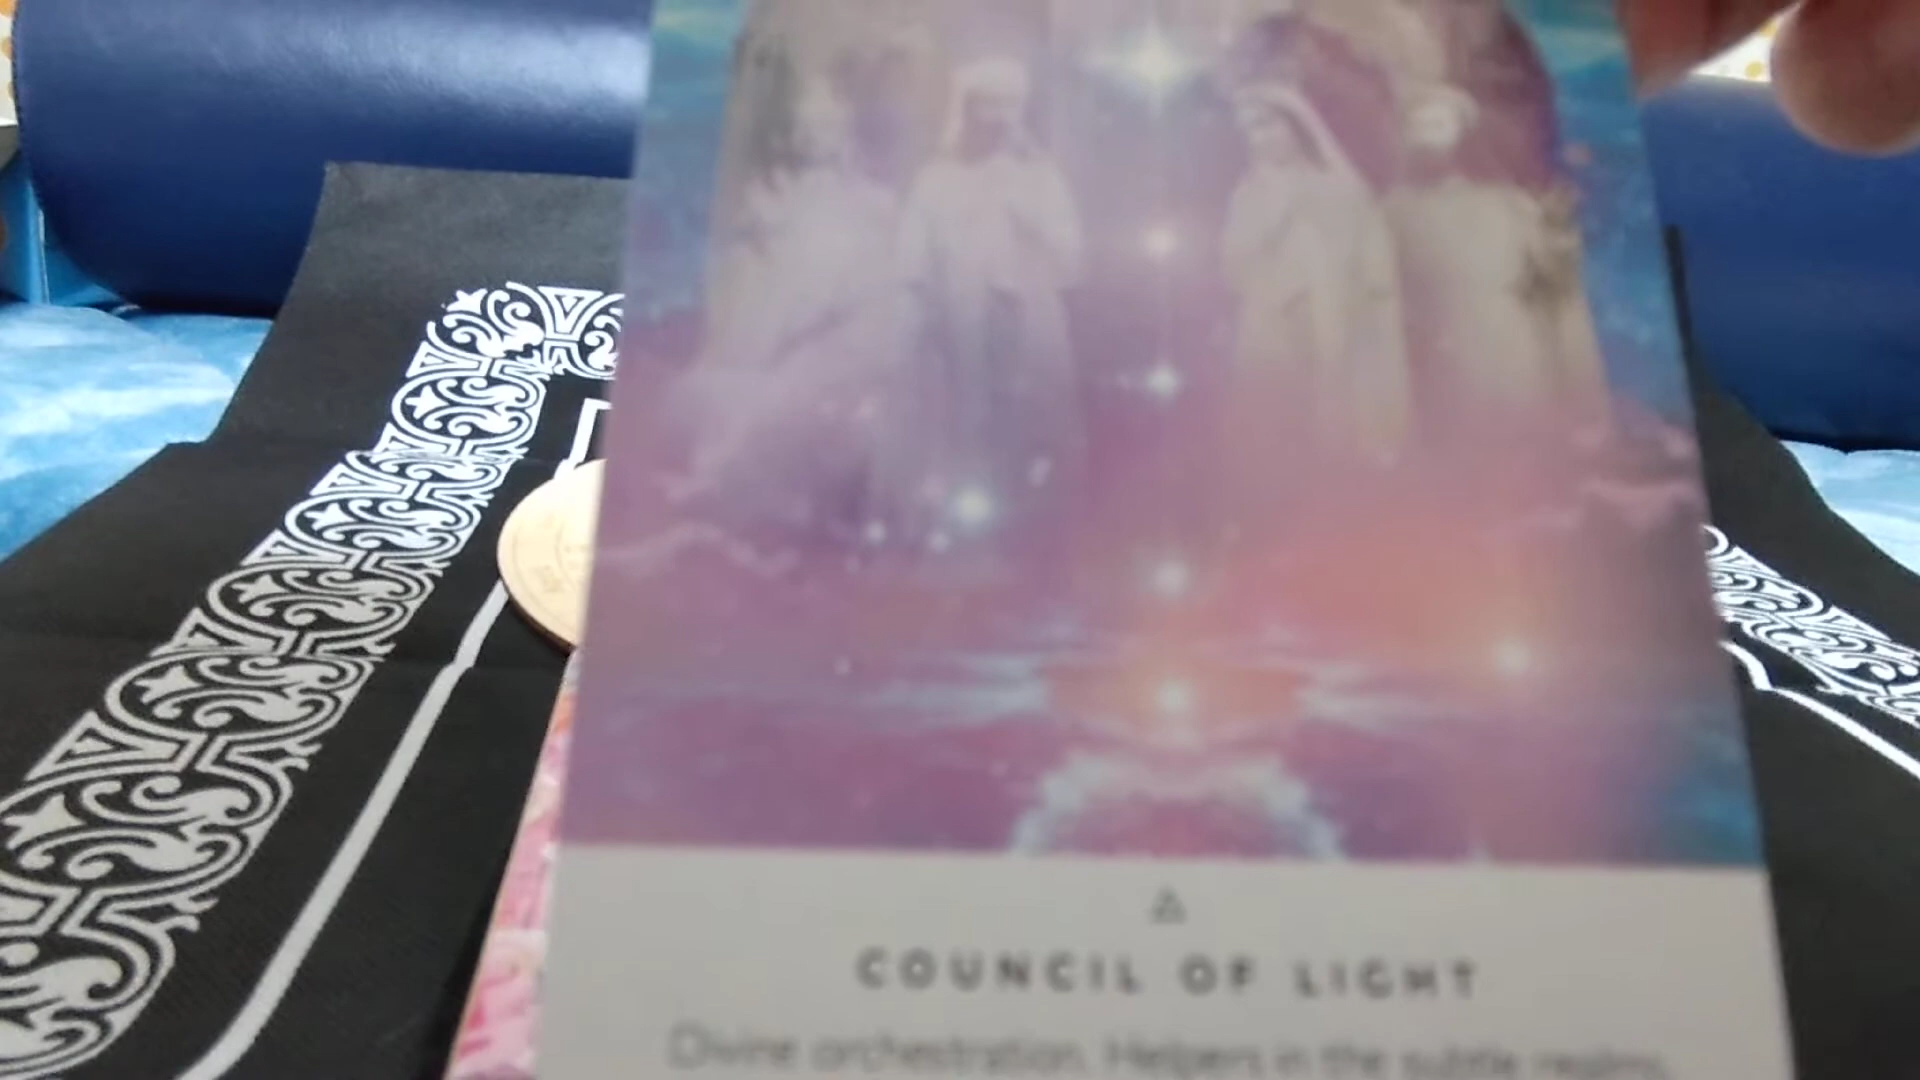 COUNCIL OF LIGHT
Divine orchestration. Helpers in the subtle realms.